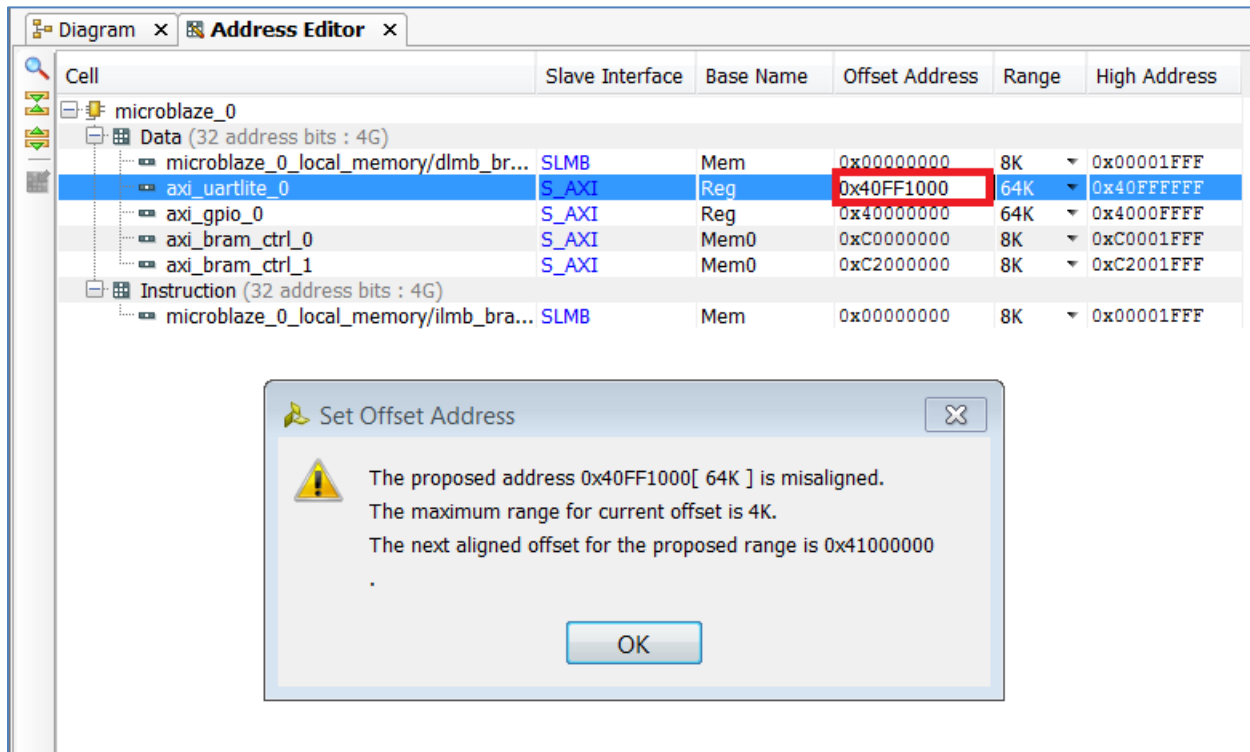 Diagram × Address Editor ×
Cell Slave Interface Base Name Offset Address Range High Address
microblaze_0
Data (32 address bits : 4G)
microblaze_0_local_memory/dlmb_br... SLMB Mem 0x00000000 8K 0x00001FFF
axi_uartlite_0 S_AXI Reg 0x40FF1000 64K 0x40FFFFFF
axi_gpio_0 S_AXI Reg 0x40000000 64K 0x4000FFFF
axi_bram_ctrl_0 S_AXI Mem0 0xC0000000 8K 0xC0001FFF
axi_bram_ctrl_1 S_AXI Mem0 0xC2000000 8K 0xC2001FFF
Instruction (32 address bits : 4G)
microblaze_0_local_memory/ilmb_bra... SLMB Mem 0x00000000 8K 0x00001FFF
Set Offset Address
The proposed address 0x40FF1000[ 64K ] is misaligned.
The maximum range for current offset is 4K.
The next aligned offset for the proposed range is 0x41000000
.
OK